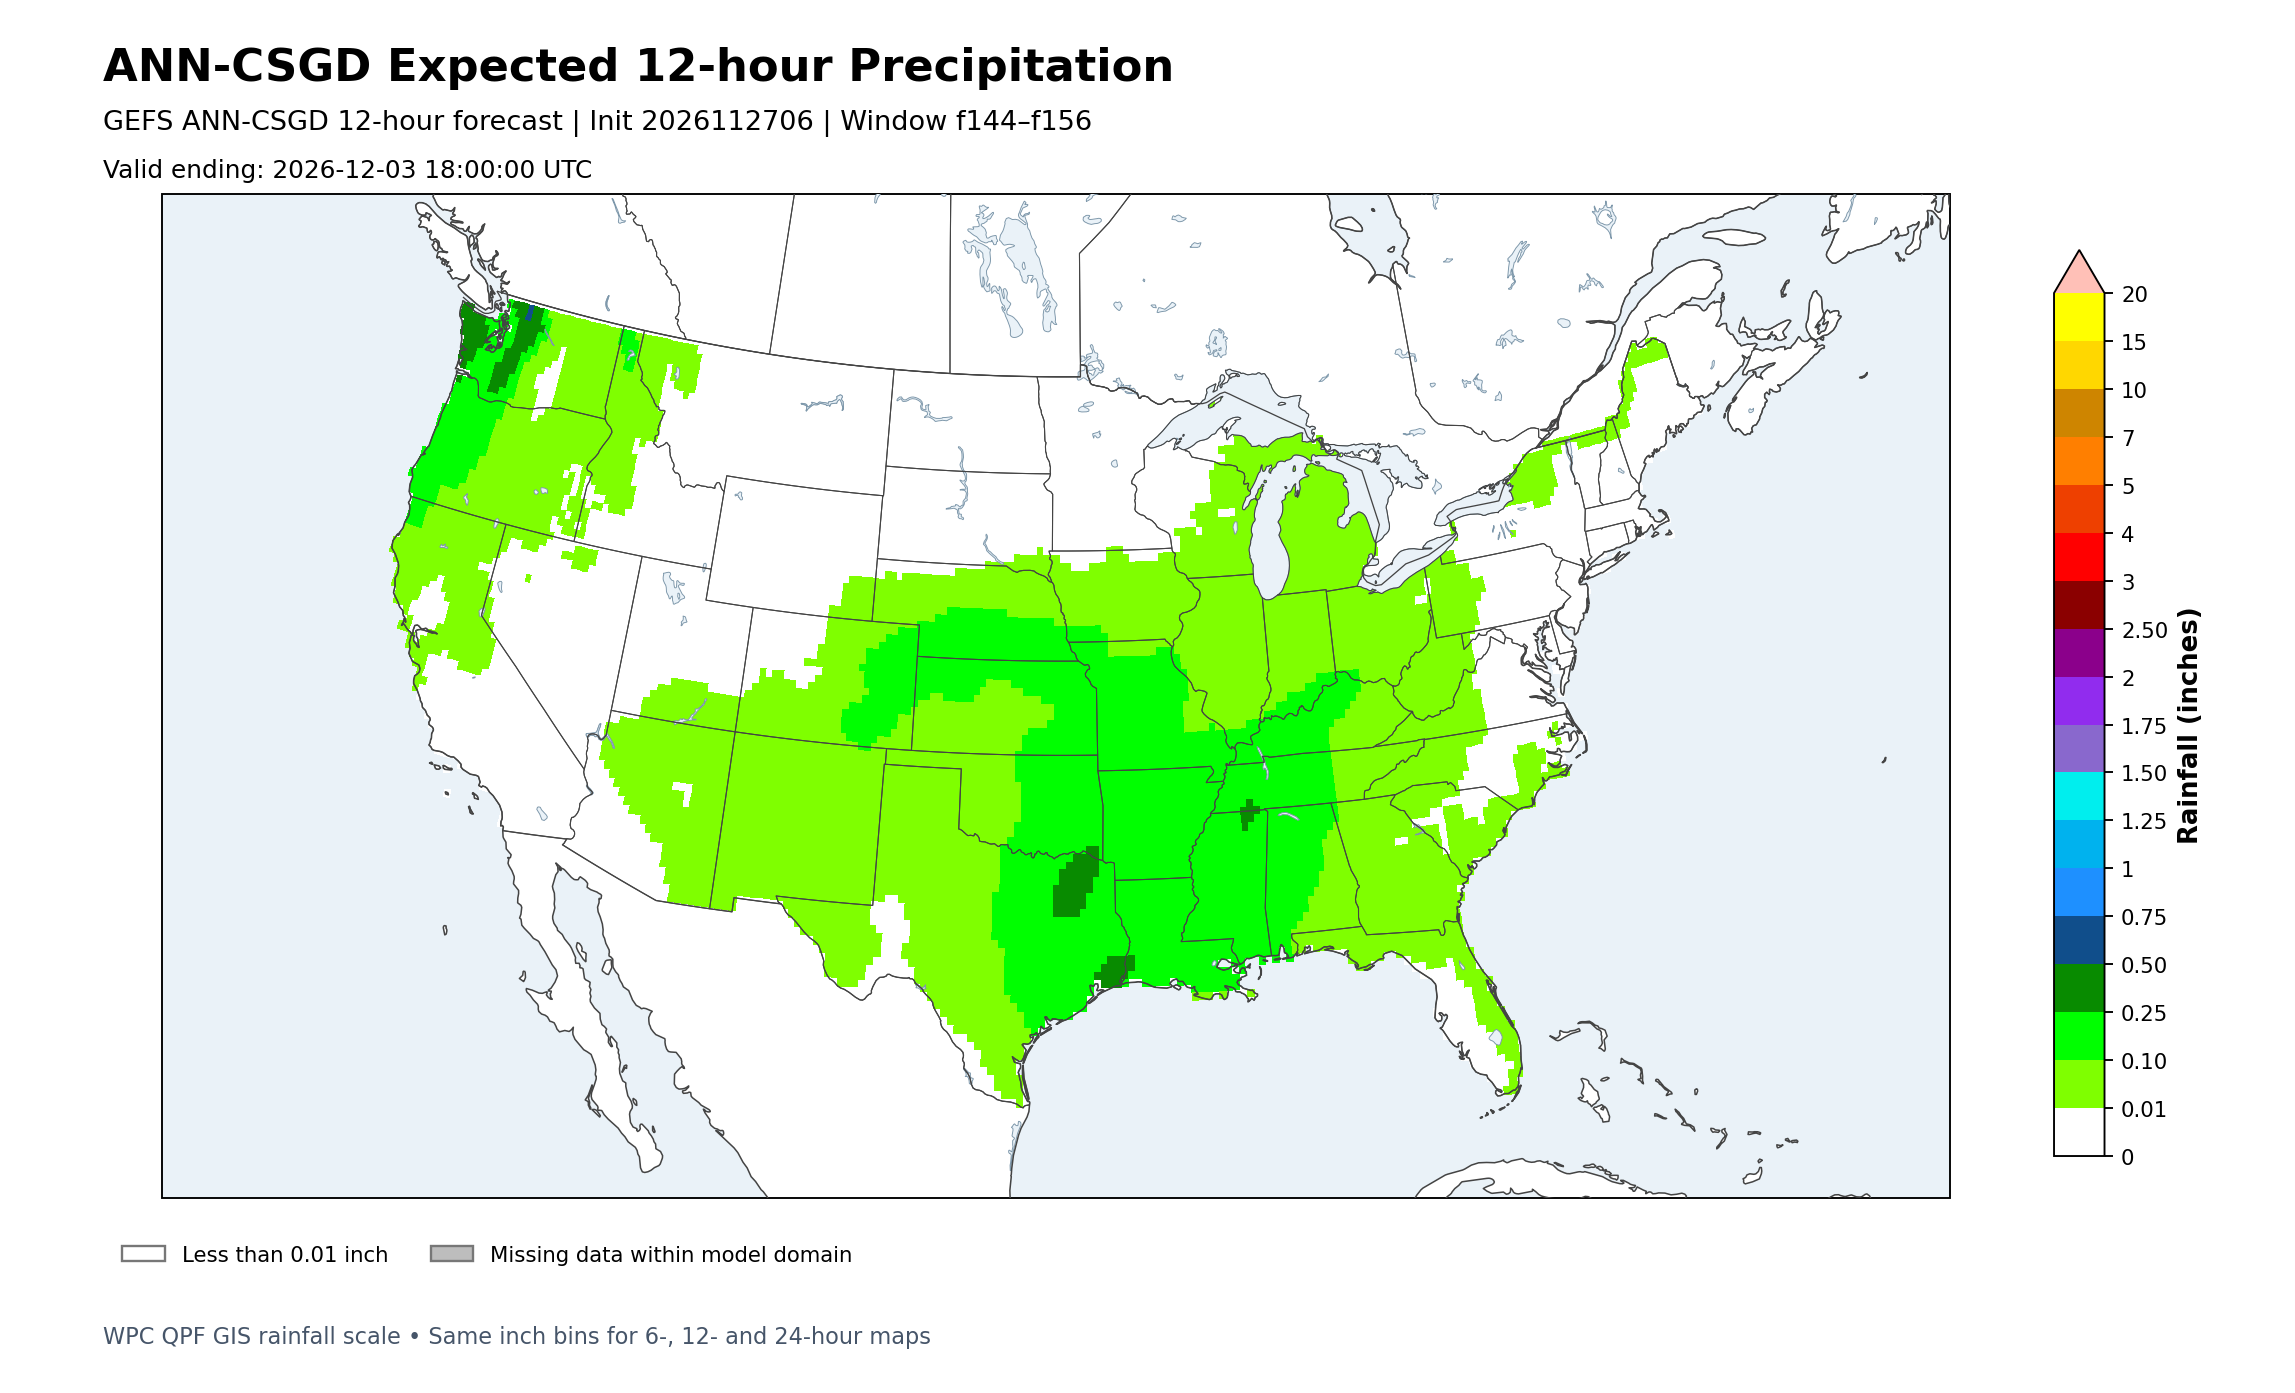 ANN-CSGD Expected 12-hour Precipitation
GEFS ANN-CSGD 12-hour forecast | Init 2026112706 | Window f144–f156
Valid ending: 2026-12-03 18:00:00 UTC
20
15
10
7
5
4
3
2.50
2
1.75
1.50
1.25
1
0.75
0.50
0.25
0.10
0.01
0
Rainfall (inches)
Less than 0.01 inch
Missing data within model domain
WPC QPF GIS rainfall scale • Same inch bins for 6-, 12- and 24-hour maps